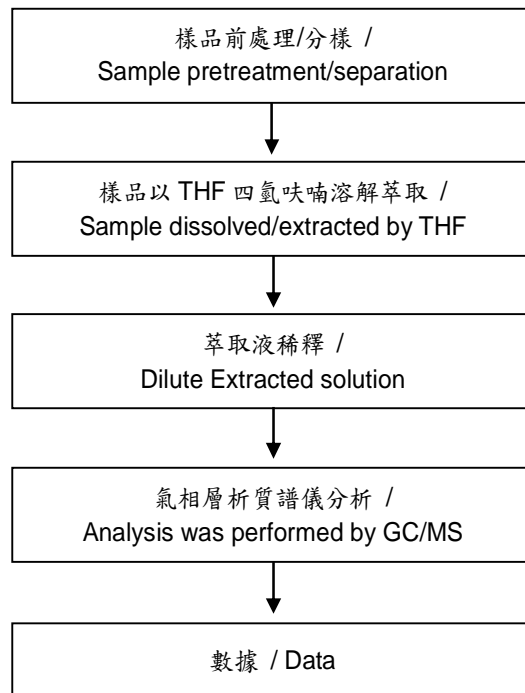 樣品前處理/分樣 /
Sample pretreatment/separation
樣品以 THF 四氫呋喃溶解萃取 /
Sample dissolved/extracted by THF
萃取液稀釋 /
Dilute Extracted solution
氣相層析質譜儀分析 /
Analysis was performed by GC/MS
數據 / Data